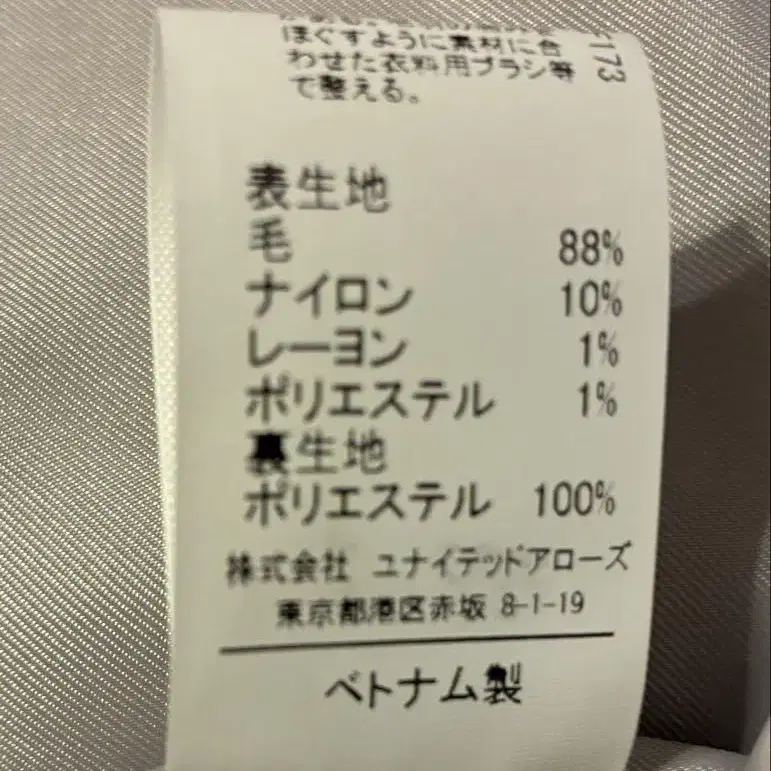 ほぐすように素材に合
わせた衣料用ブラシ等
で整える。
173
表生地
毛 88%
ナイロン 10%
レーヨン 1%
ポリエステル 1%
裏生地
ポリエステル 100%
株式会社 ユナイテッドアローズ
東京都港区赤坂 8-1-19
ベトナム製